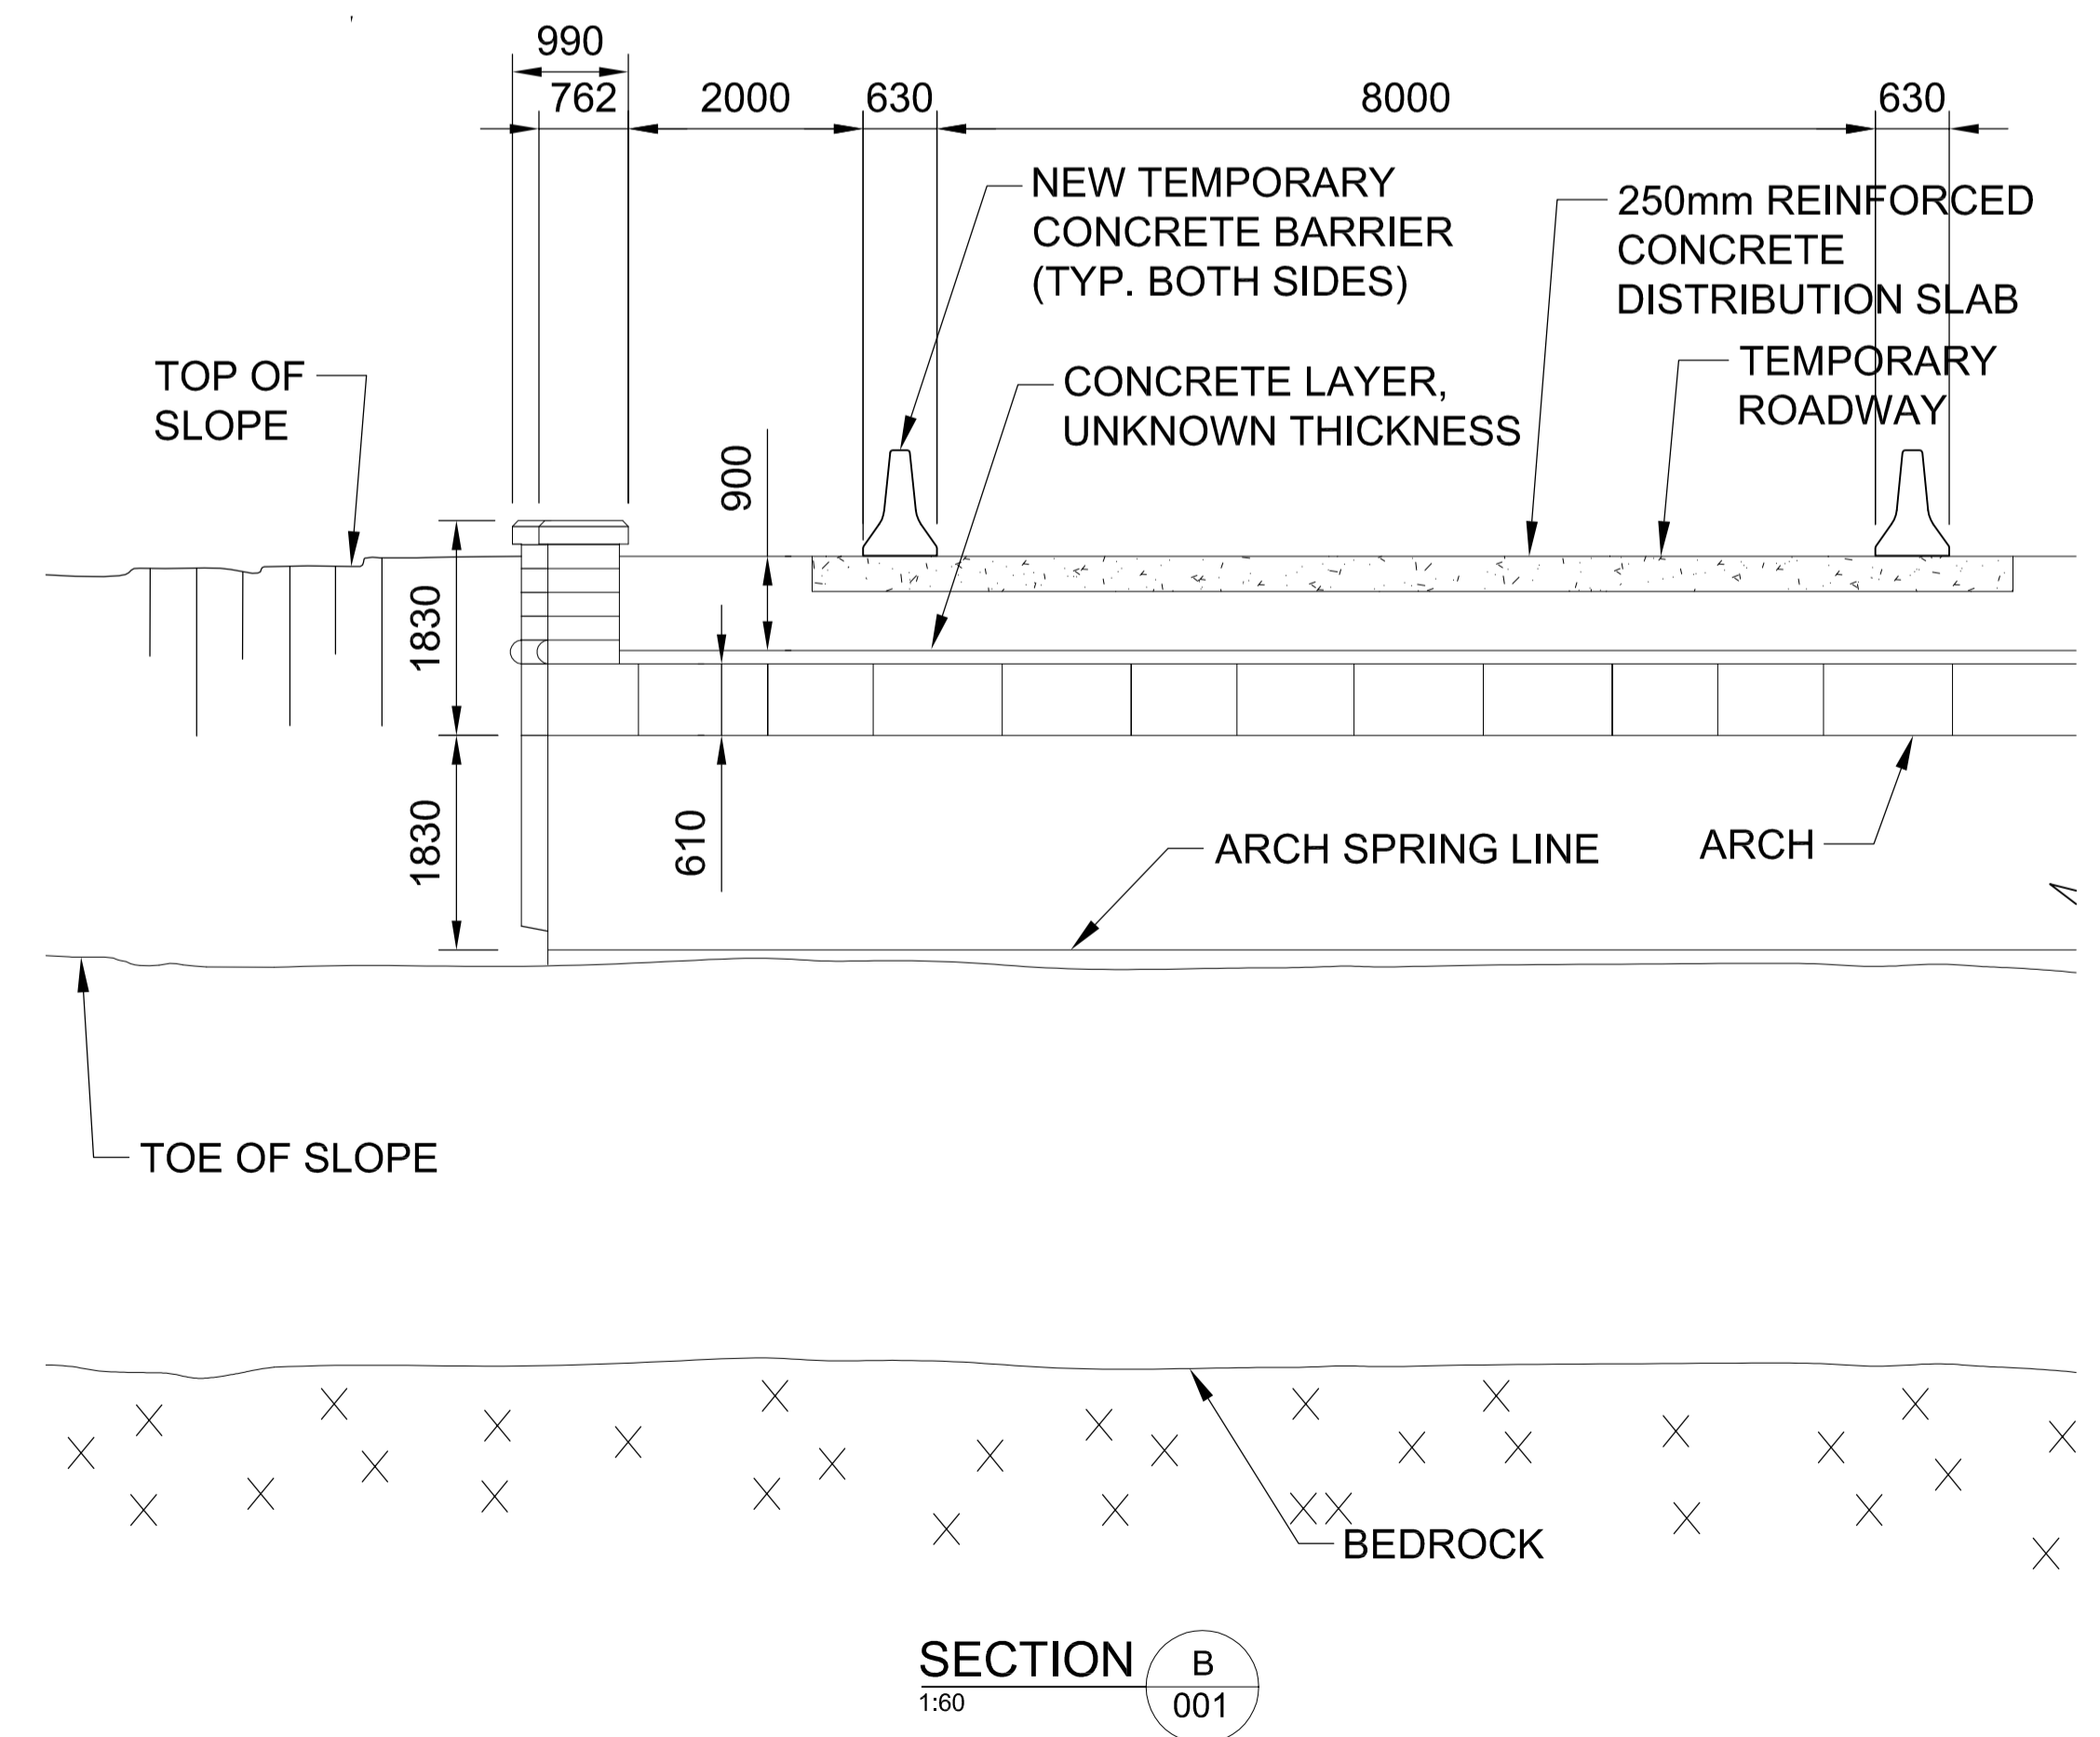 990
762
2000
630
8000
630
NEW TEMPORARY
CONCRETE BARRIER
(TYP. BOTH SIDES)
250mm REINFORCED
CONCRETE
DISTRIBUTION SLAB
TEMPORARY
ROADWAY
TOP OF
SLOPE
CONCRETE LAYER,
UNKNOWN THICKNESS
900
1830
1830
610
ARCH SPRING LINE
ARCH
TOE OF SLOPE
BEDROCK
SECTION
1:60
B
001